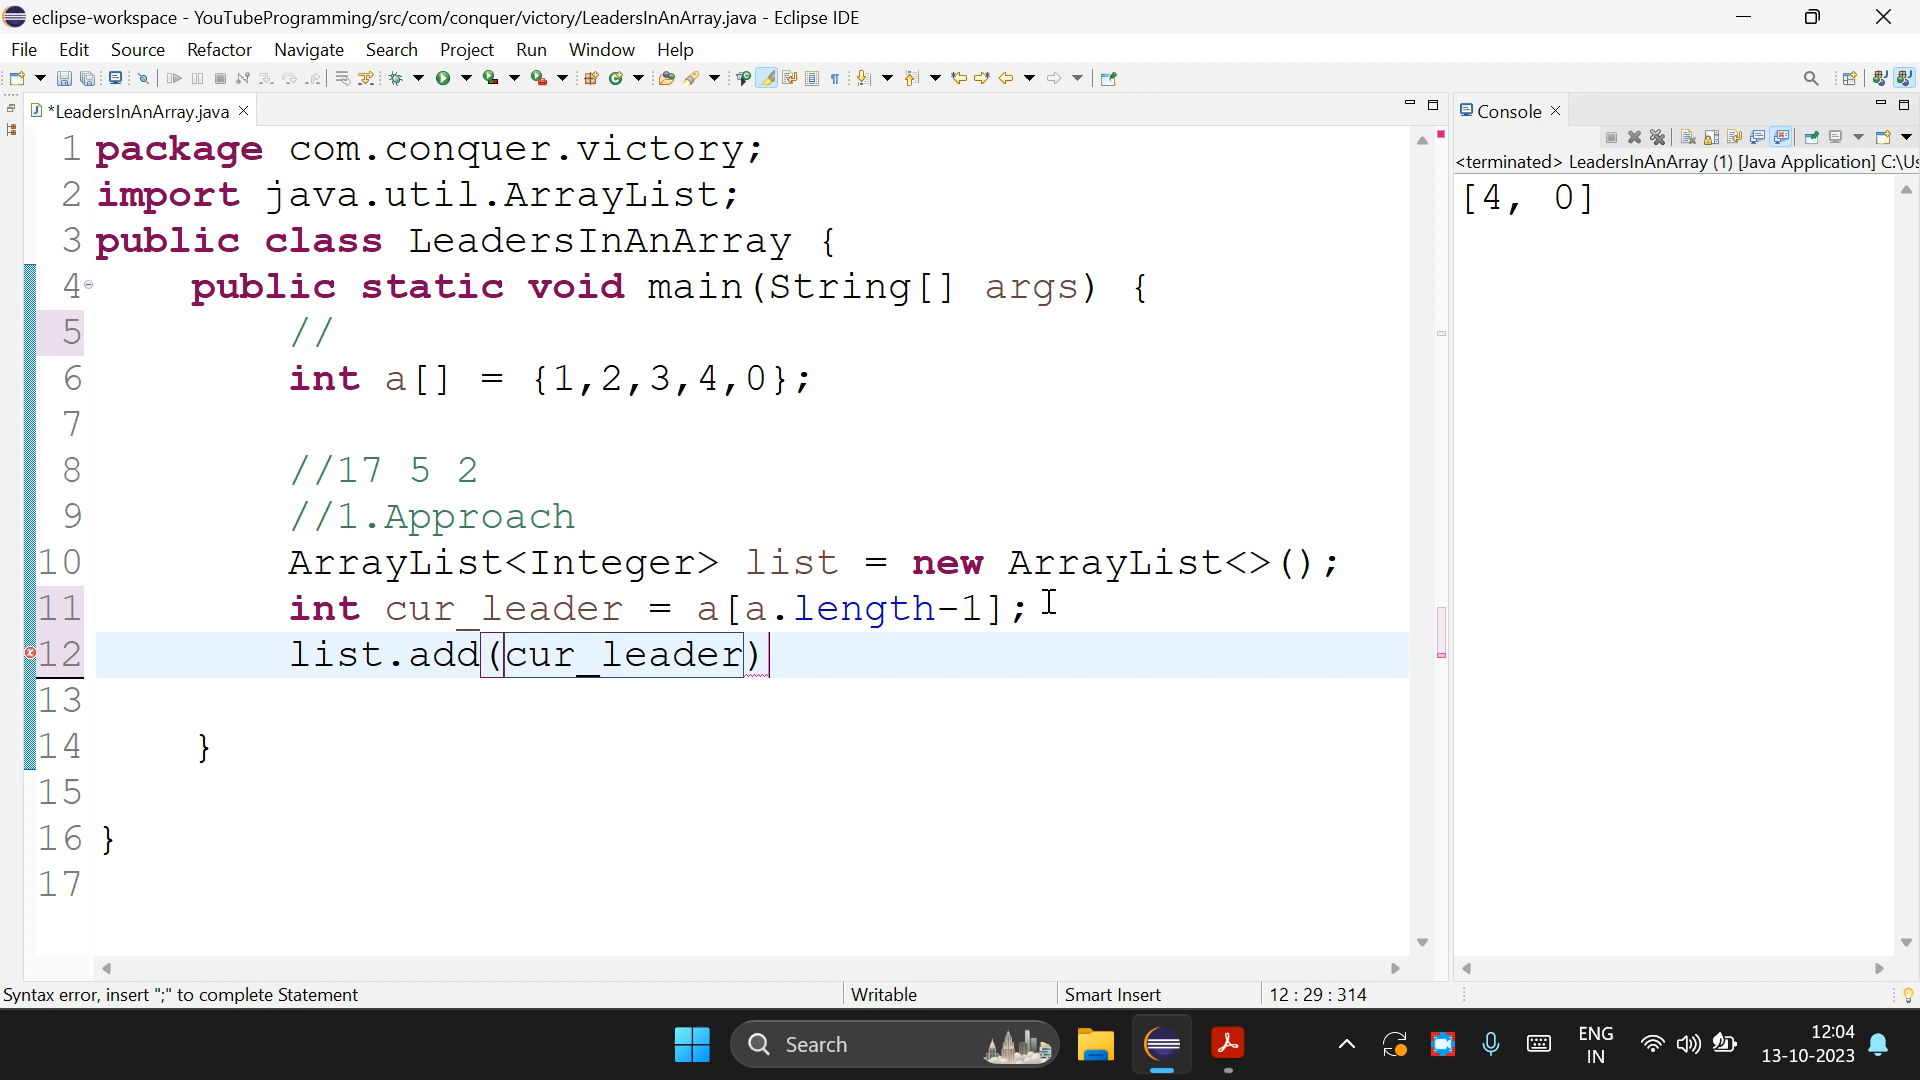 eclipse-workspace - YouTubeProgramming/src/com/conquer/victory/LeadersInAnArray.java - Eclipse IDE
File Edit Source Refactor Navigate Search Project Run Window Help
*LeadersInAnArray.java
1 package com.conquer.victory;
2 import java.util.ArrayList;
3 public class LeadersInAnArray {
4 public static void main(String[] args) {
5 //
6 int a[] = {1,2,3,4,0};
7
8 //17 5 2
9 //1.Approach
10 ArrayList<Integer> list = new ArrayList<>();
11 int cur_leader = a[a.length-1];
12 list.add(cur_leader)
13
14 }
15
16 }
17
Console
<terminated> LeadersInAnArray (1) [Java Application] C:\Us
[4, 0]
Syntax error, insert ";" to complete Statement Writable Smart Insert 12 : 29 : 314
Search
ENG
IN
12:04
13-10-2023